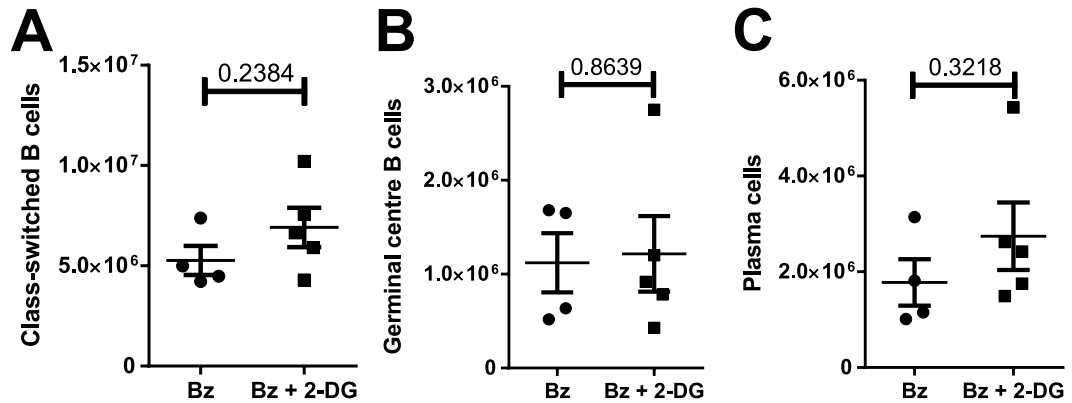 A
Class-switched B cells
1.5×10⁷
1.0×10⁷
5.0×10⁶
0
0.2384
Bz
Bz + 2-DG
B
Germinal centre B cells
3.0×10⁶
2.0×10⁶
1.0×10⁶
0
0.8639
Bz
Bz + 2-DG
C
Plasma cells
6.0×10⁶
4.0×10⁶
2.0×10⁶
0
0.3218
Bz
Bz + 2-DG